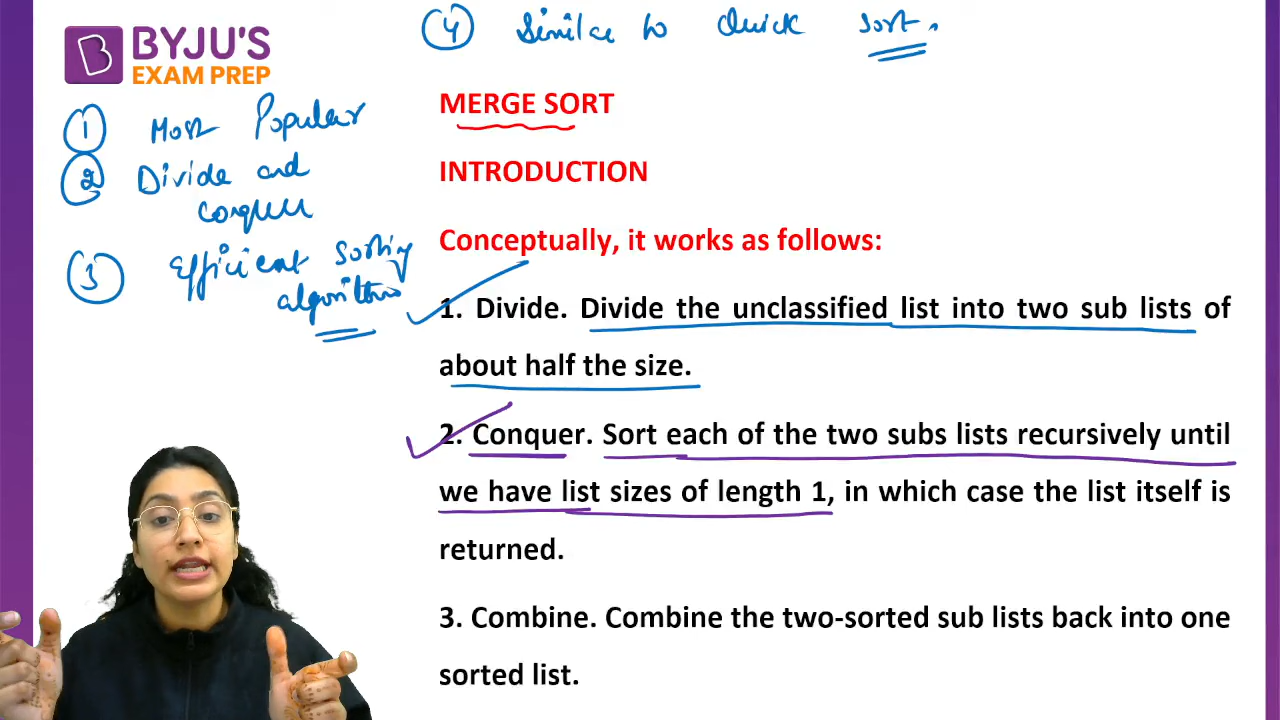 ④ Similar to Quick Sort.
BYJU'S
EXAM PREP
MERGE SORT
① Most Popular
INTRODUCTION
② Divide and
conquer
Conceptually, it works as follows:
③ Efficient Sorting
algorithm
1. Divide. Divide the unclassified list into two sub lists of
about half the size.
2. Conquer. Sort each of the two subs lists recursively until
we have list sizes of length 1, in which case the list itself is
returned.
3. Combine. Combine the two-sorted sub lists back into one
sorted list.